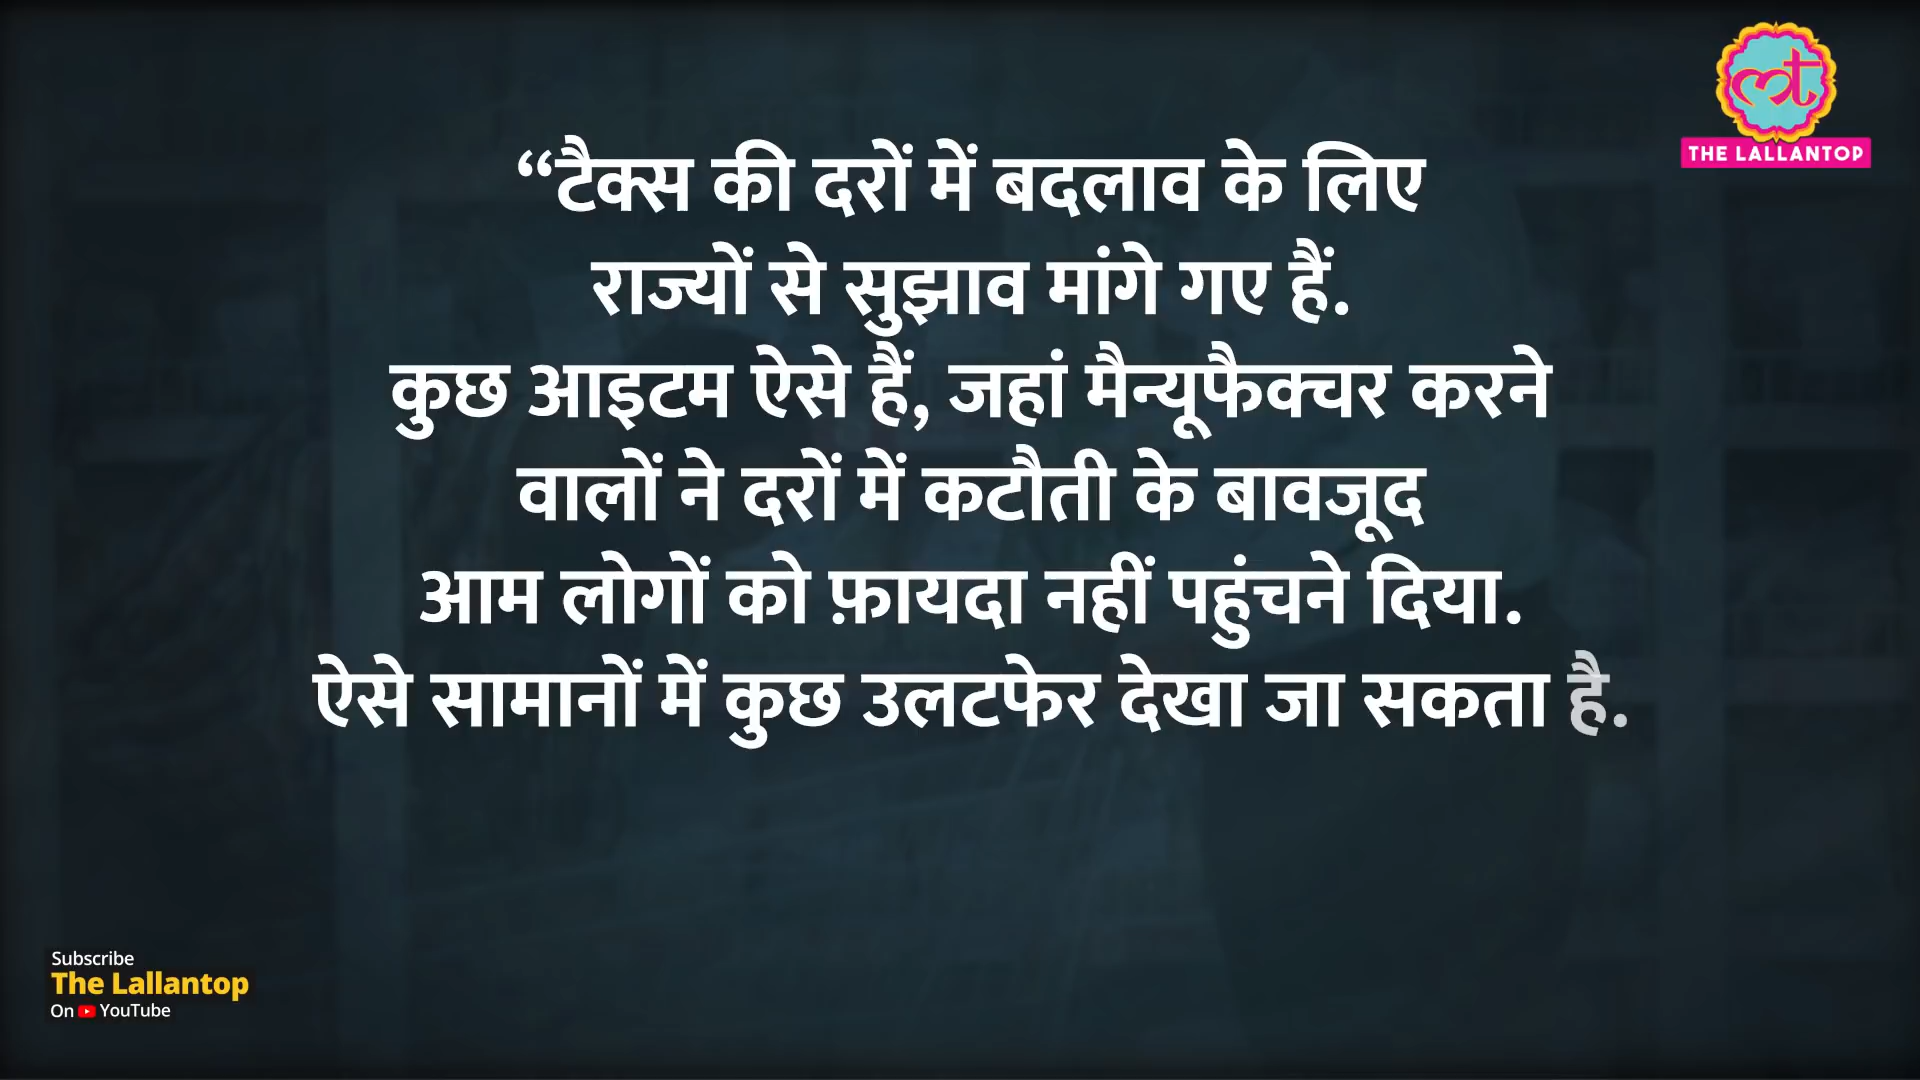 THE LALLANTOP
“टैक्स की दरों में बदलाव के लिए
राज्यों से सुझाव मांगे गए हैं.
कुछ आइटम ऐसे हैं, जहां मैन्यूफैक्चर करने
वालों ने दरों में कटौती के बावजूद
आम लोगों को फ़ायदा नहीं पहुंचने दिया.
ऐसे सामानों में कुछ उलटफेर देखा जा सकता है.
Subscribe
The Lallantop
On YouTube